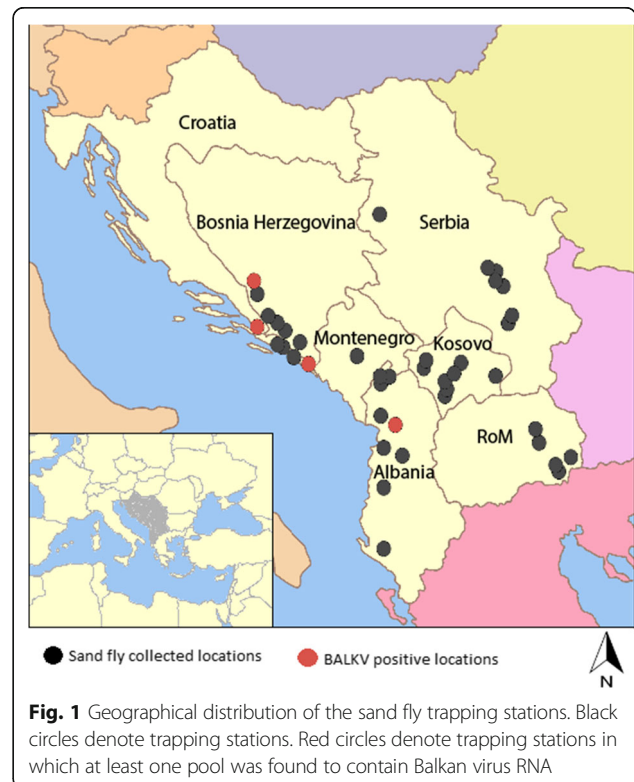 Croatia
Bosnia Herzegovina
Serbia
Montenegro
Kosovo
RoM
Albania
Sand fly collected locations
BALKV positive locations
N
Fig. 1 Geographical distribution of the sand fly trapping stations. Black
circles denote trapping stations. Red circles denote trapping stations in
which at least one pool was found to contain Balkan virus RNA